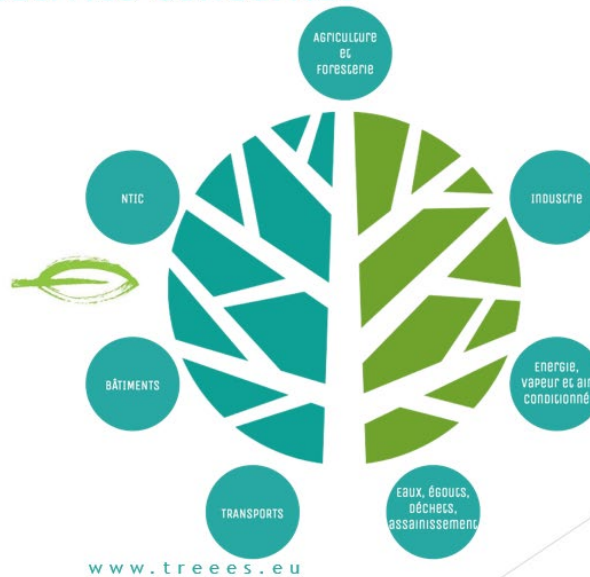 AGRICULTURE
et
FORESTERIE
NTIC
INDUSTRIE
BÂTIMENTS
ENERGIE,
VAPEUR ET AIR
CONDITIONNÉ
TRANSPORTS
EAUX, ÉGOUTS,
DÉCHETS,
ASSAINISSEMENT
www.treees.eu